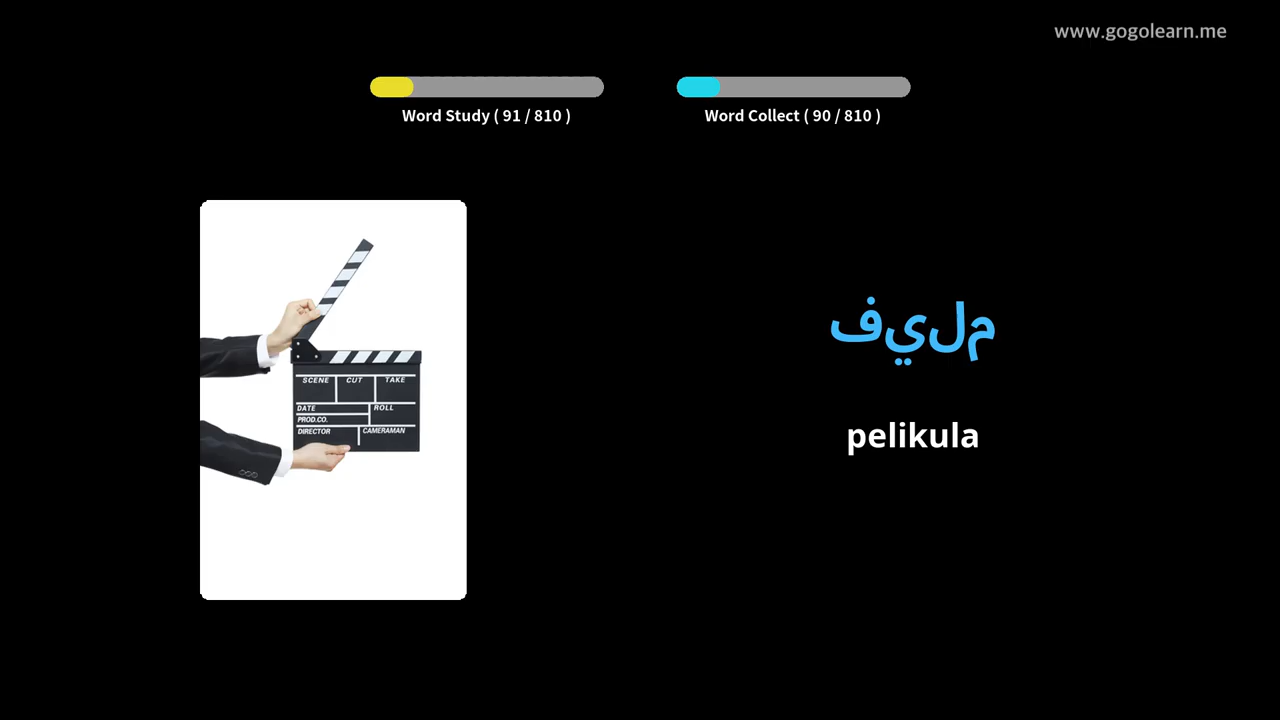 www.gogolearn.me
Word Study ( 91 / 810 )
Word Collect ( 90 / 810 )
SCENE CUT TAKE
DATE ROLL
PROD.CO.
DIRECTOR CAMERAMAN
مليف
pelikula